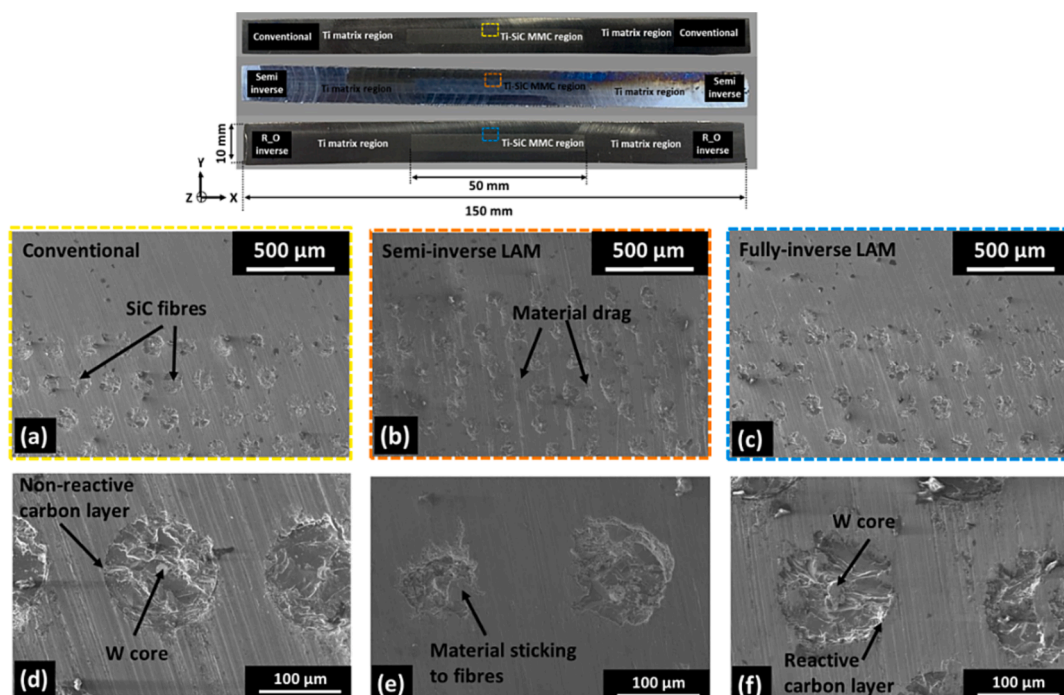 Conventional Ti matrix region Ti-SiC MMC region Ti matrix region Conventional
Semi
inverse
Ti matrix region Ti-SiC MMC region Ti matrix region
Semi
inverse
R_O
inverse
Ti matrix region Ti-SiC MMC region Ti matrix region
R_O
inverse
10 mm
Y
Z X
50 mm
150 mm
Conventional
500 µm
SiC fibres
(a)
Semi-inverse LAM
500 µm
Material drag
(b)
Fully-inverse LAM
500 µm
(c)
Non-reactive
carbon layer
W core
(d)
100 µm
Material sticking
to fibres
(e)
100 µm
W core
Reactive
carbon layer
(f)
100 µm